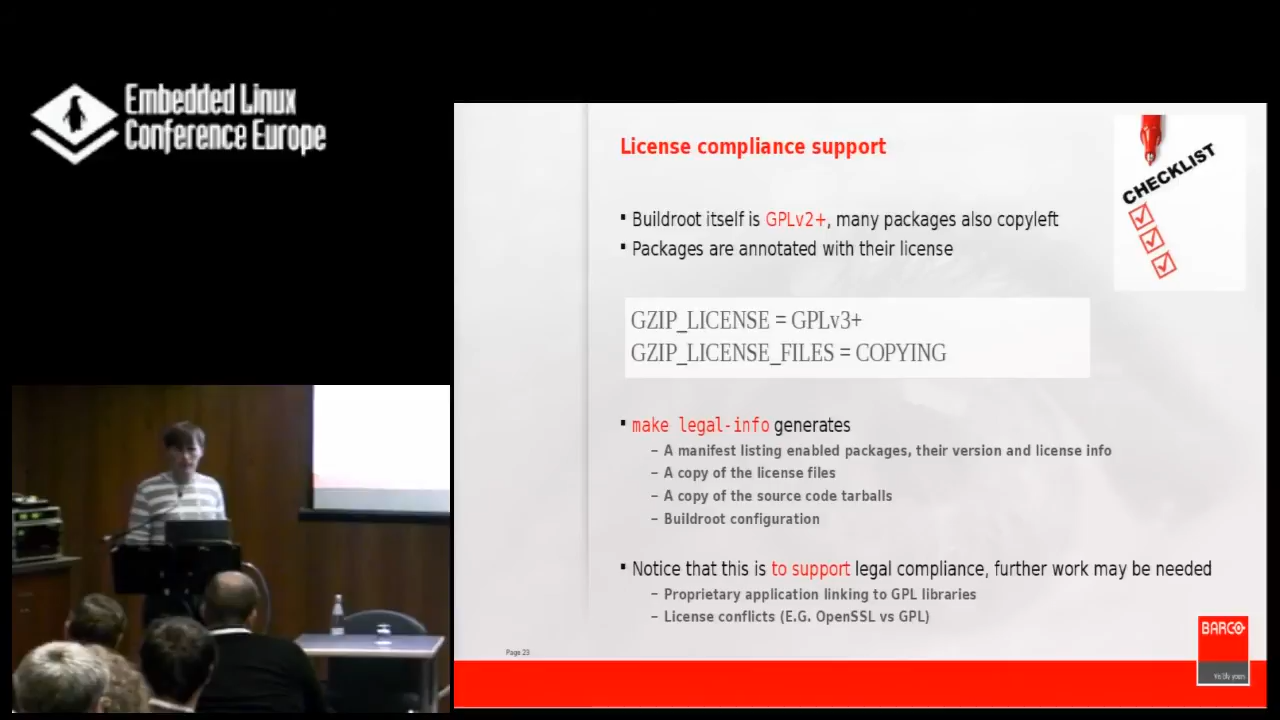 Embedded Linux
Conference Europe
License compliance support
CHECKLIST
▪ Buildroot itself is GPLv2+, many packages also copyleft
▪ Packages are annotated with their license
GZIP_LICENSE = GPLv3+
GZIP_LICENSE_FILES = COPYING
▪ make legal-info generates
– A manifest listing enabled packages, their version and license info
– A copy of the license files
– A copy of the source code tarballs
– Buildroot configuration
▪ Notice that this is to support legal compliance, further work may be needed
– Proprietary application linking to GPL libraries
– License conflicts (E.G. OpenSSL vs GPL)
Page 23
BARCO